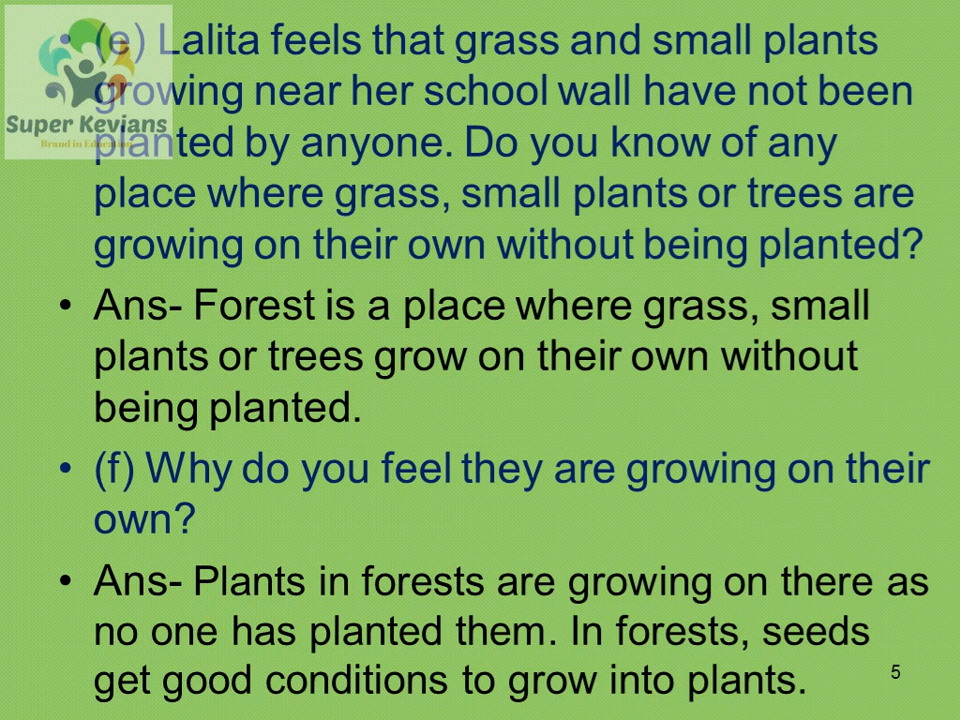 • (e) Lalita feels that grass and small plants
growing near her school wall have not been
planted by anyone. Do you know of any
place where grass, small plants or trees are
growing on their own without being planted?
• Ans- Forest is a place where grass, small
plants or trees grow on their own without
being planted.
• (f) Why do you feel they are growing on their
own?
• Ans- Plants in forests are growing on there as
no one has planted them. In forests, seeds
get good conditions to grow into plants.
5
Super Kevians
Brand in Education